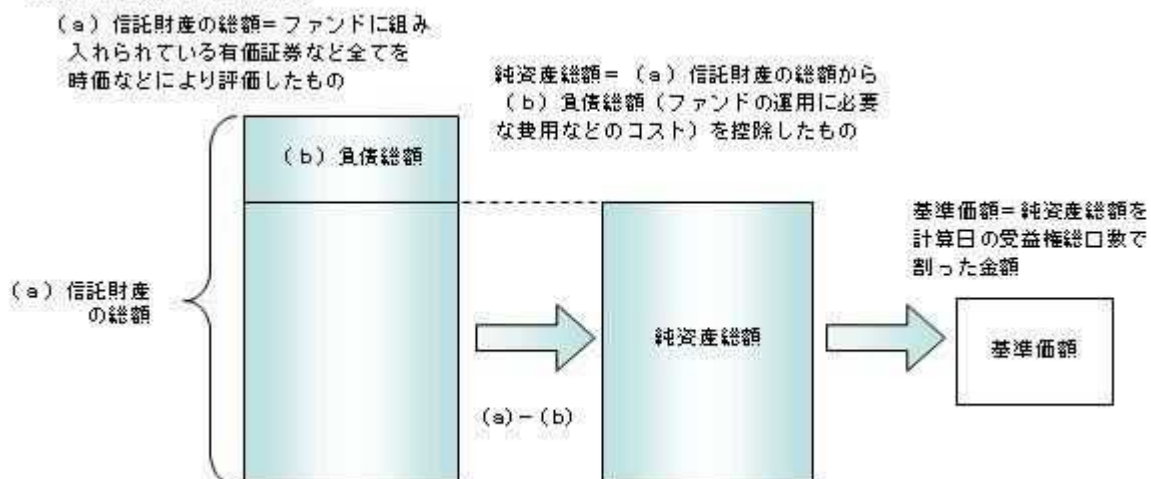 （a）信託財産の総額＝ファンドに組み
入れられている有価証券など全てを
時価などにより評価したもの
純資産総額＝（a）信託財産の総額から
（b）負債総額（ファンドの運用に必要
な費用などのコスト）を控除したもの
（b）負債総額
基準価額＝純資産総額を
計算日の受益権総口数で
割った金額
（a）信託財産
の総額
純資産総額
基準価額
（a）－（b）